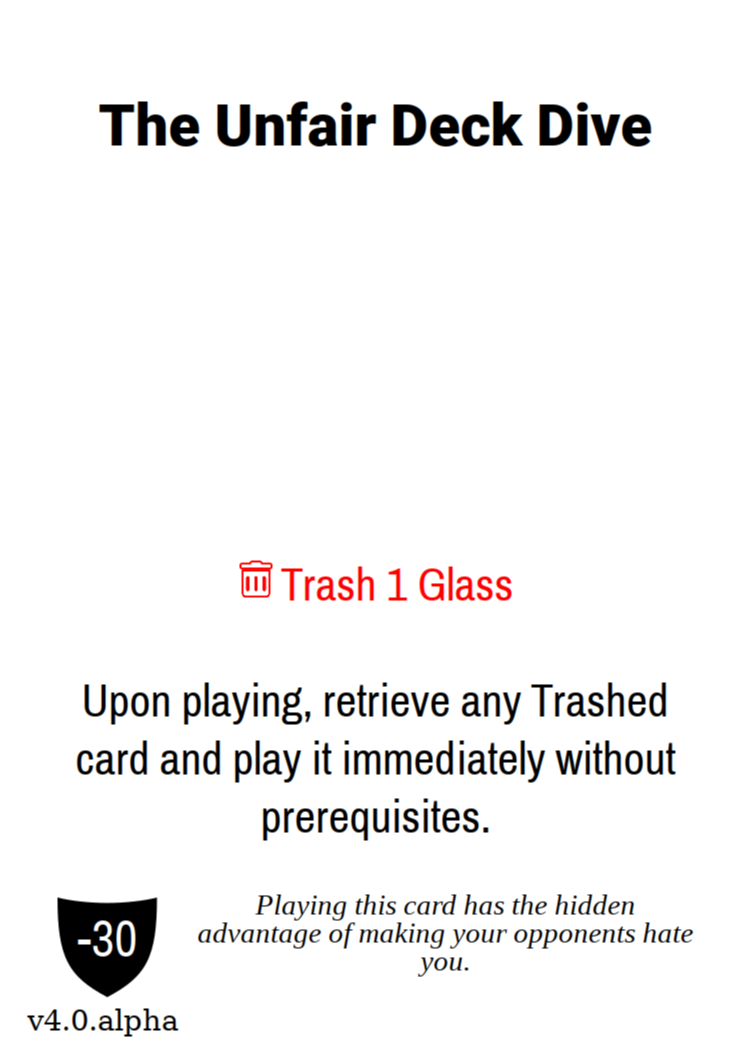 The Unfair Deck Dive
Trash 1 Glass
Upon playing, retrieve any Trashed
card and play it immediately without
prerequisites.
-30
Playing this card has the hidden
advantage of making your opponents hate
you.
v4.0.alpha